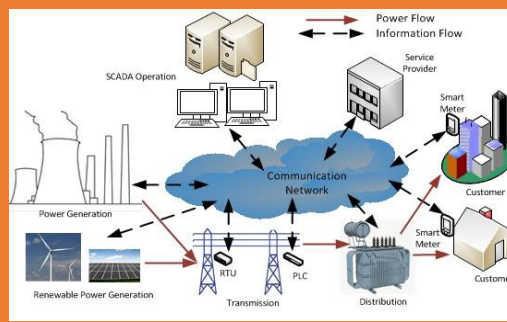 Power Flow
Information Flow
SCADA Operation
Service
Provider
Smart
Meter
Communication
Network
Customer
Power Generation
RTU
PLC
Smart
Meter
Renewable Power Generation
Transmission
Distribution
Custome